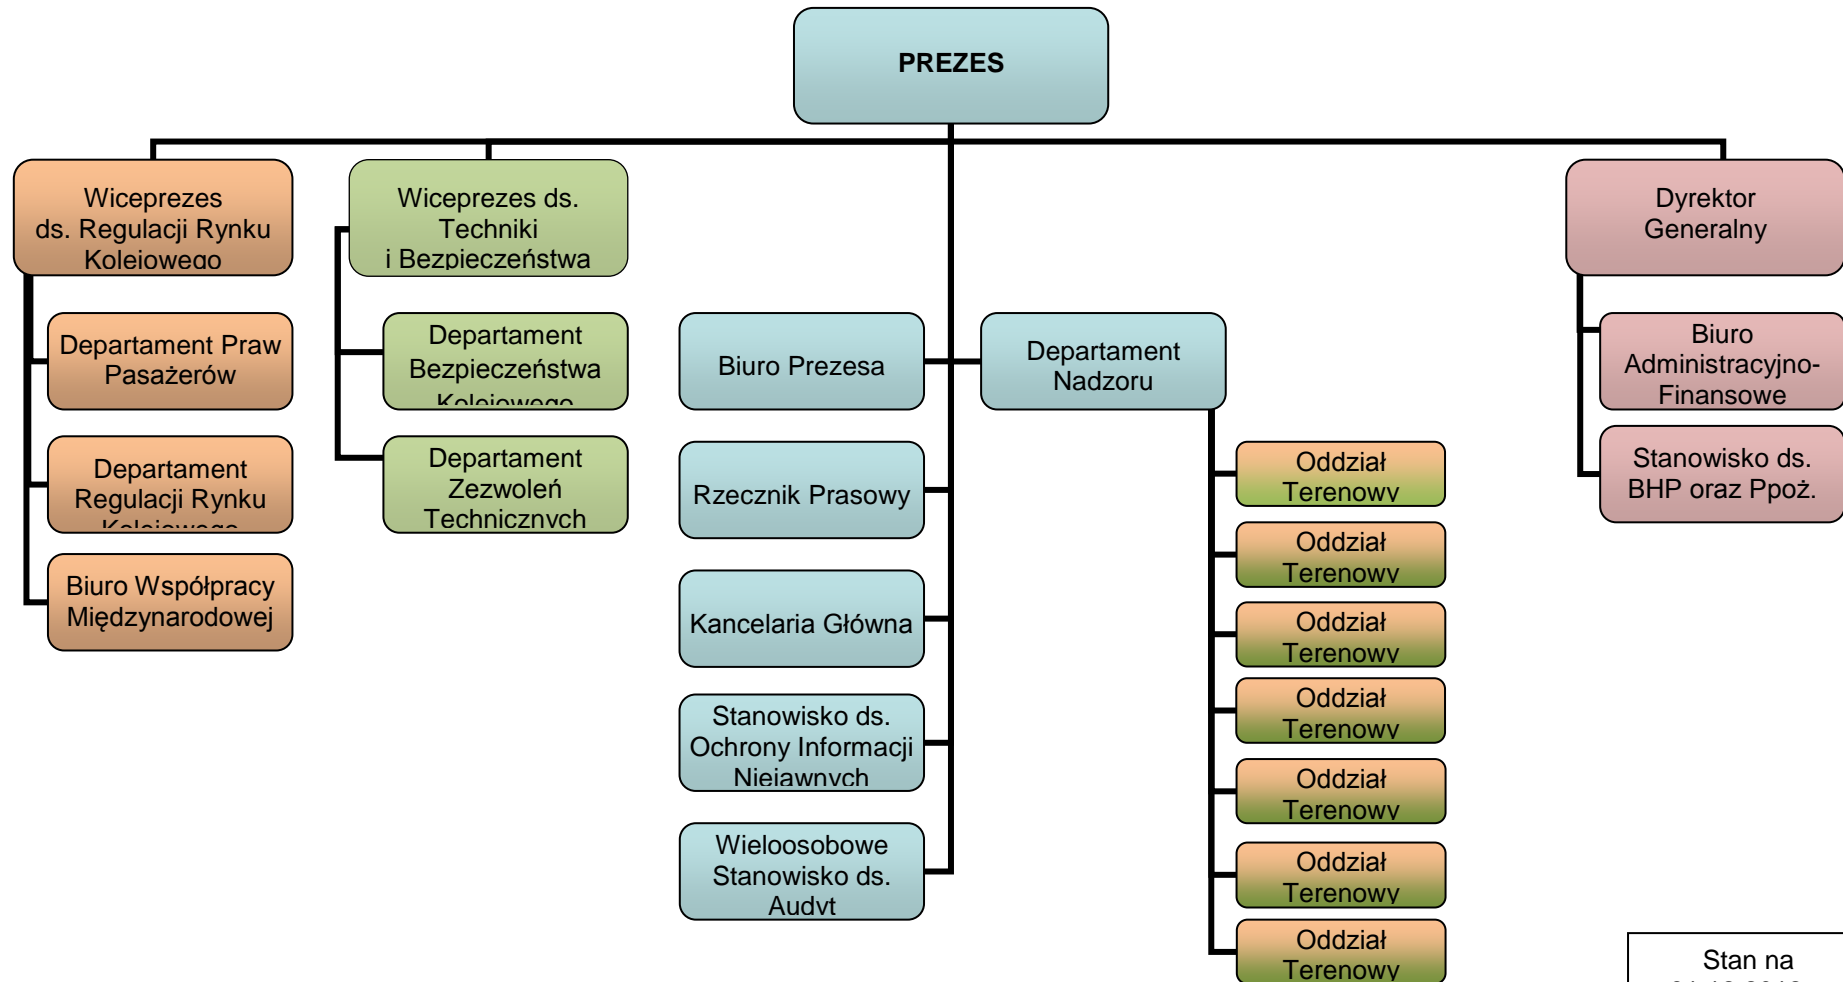 PREZES
Wiceprezes
ds. Regulacji Rynku
Kolejowego
Wiceprezes ds.
Techniki
i Bezpieczeństwa
Dyrektor
Generalny
Departament Praw
Pasażerów
Departament
Regulacji Rynku
Kolejowego
Biuro Współpracy
Międzynarodowej
Departament
Bezpieczeństwa
Kolejowego
Departament
Zezwoleń
Technicznych
Biuro Prezesa
Rzecznik Prasowy
Kancelaria Główna
Stanowisko ds.
Ochrony Informacji
Niejawnych
Wieloosobowe
Stanowisko ds.
Audyt
Departament
Nadzoru
Oddział
Terenowy
Oddział
Terenowy
Oddział
Terenowy
Oddział
Terenowy
Oddział
Terenowy
Oddział
Terenowy
Oddział
Terenowy
Biuro
Administracyjno-
Finansowe
Stanowisko ds.
BHP oraz Ppoż.
Stan na